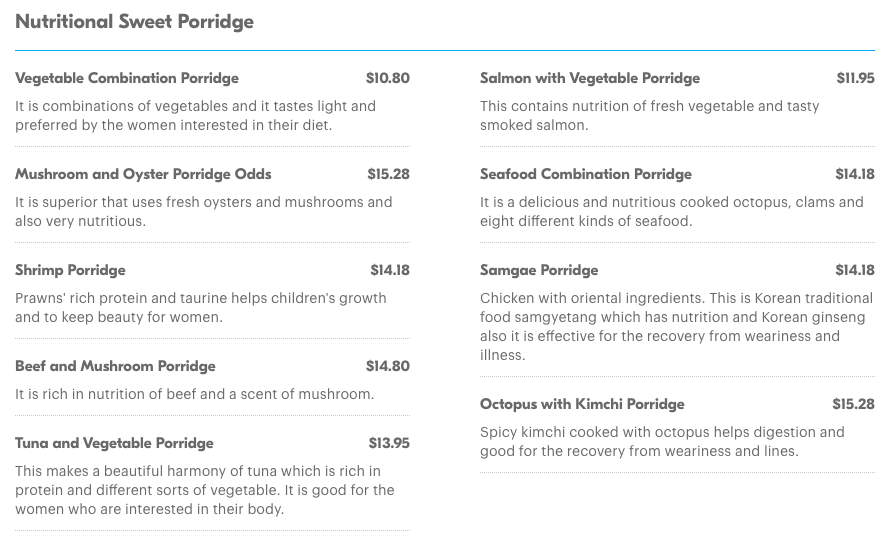 Nutritional Sweet Porridge
Vegetable Combination Porridge $10.80
It is combinations of vegetables and it tastes light and
preferred by the women interested in their diet.
Mushroom and Oyster Porridge Odds $15.28
It is superior that uses fresh oysters and mushrooms and
also very nutritious.
Shrimp Porridge $14.18
Prawns' rich protein and taurine helps children's growth
and to keep beauty for women.
Beef and Mushroom Porridge $14.80
It is rich in nutrition of beef and a scent of mushroom.
Tuna and Vegetable Porridge $13.95
This makes a beautiful harmony of tuna which is rich in
protein and different sorts of vegetable. It is good for the
women who are interested in their body.
Salmon with Vegetable Porridge $11.95
This contains nutrition of fresh vegetable and tasty
smoked salmon.
Seafood Combination Porridge $14.18
It is a delicious and nutritious cooked octopus, clams and
eight different kinds of seafood.
Samgae Porridge $14.18
Chicken with oriental ingredients. This is Korean traditional
food samgyetang which has nutrition and Korean ginseng
also it is effective for the recovery from weariness and
illness.
Octopus with Kimchi Porridge $15.28
Spicy kimchi cooked with octopus helps digestion and
good for the recovery from weariness and lines.